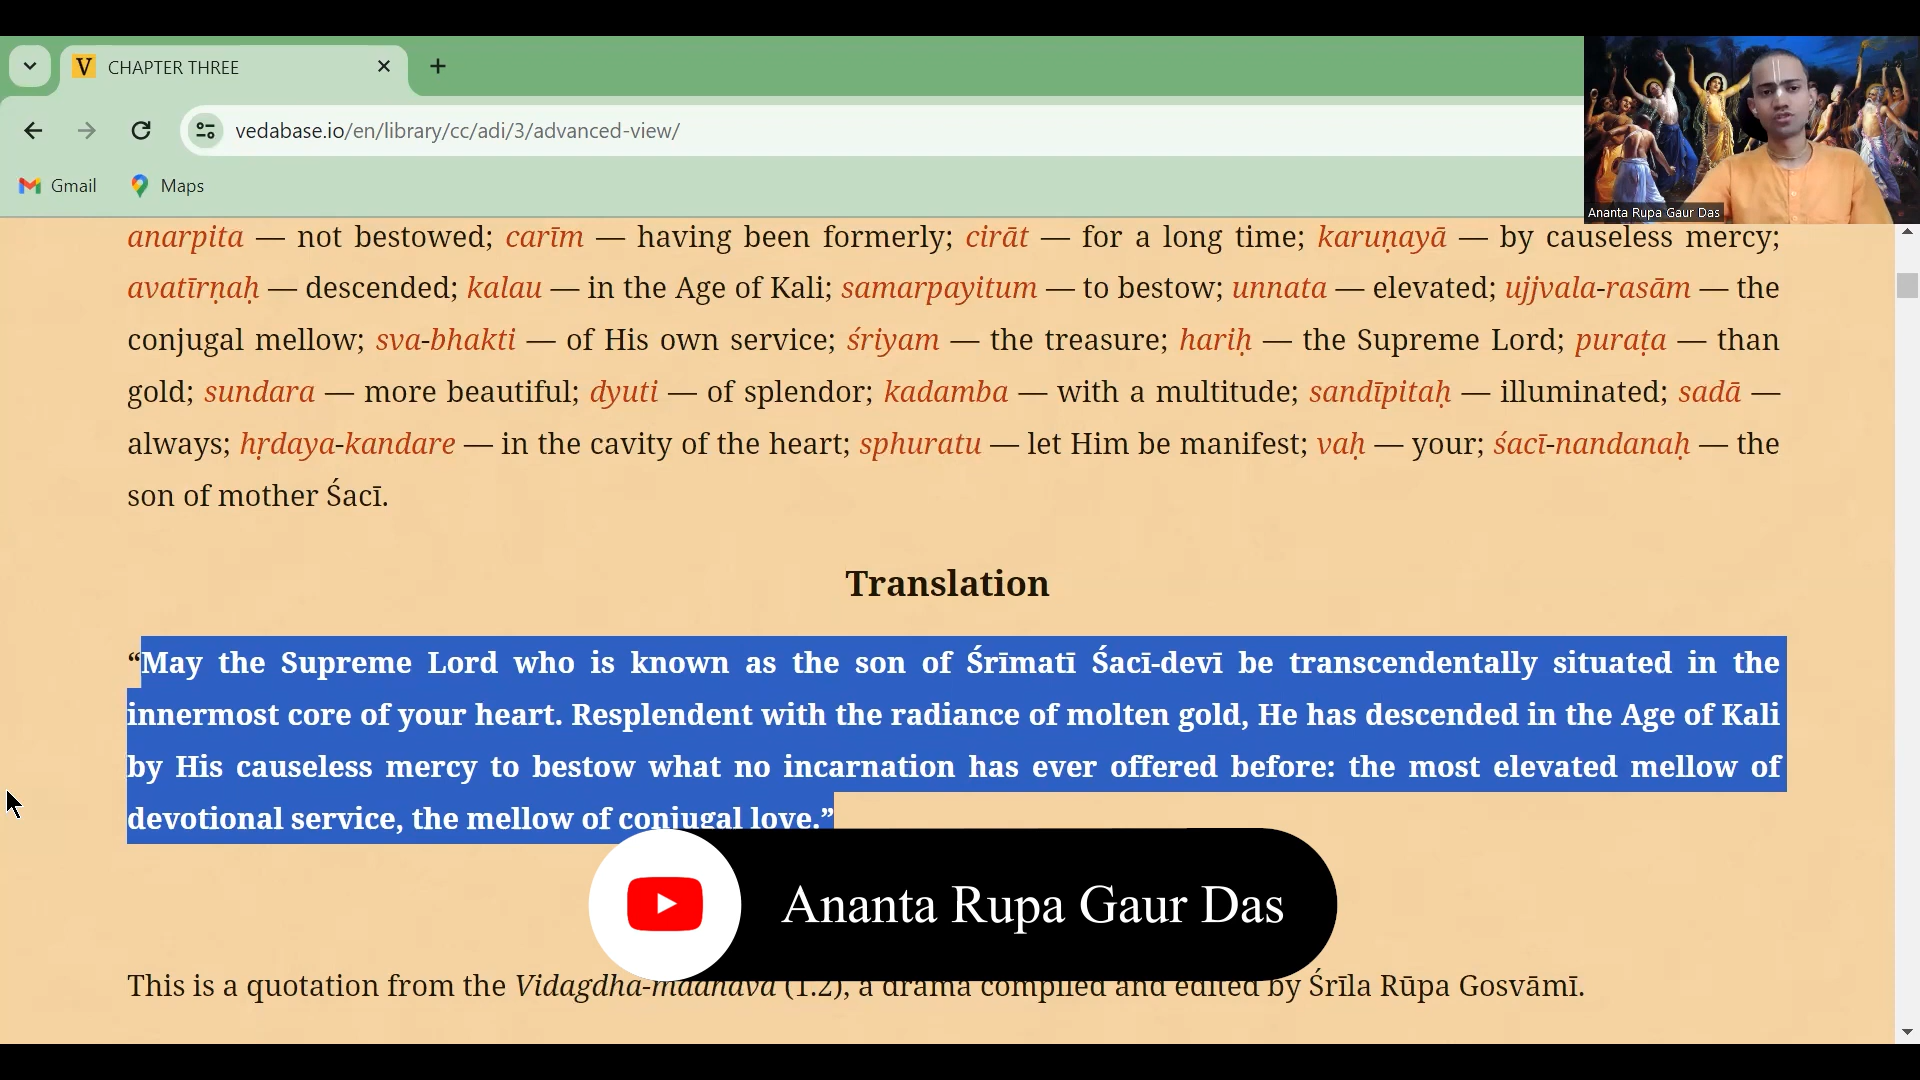 CHAPTER THREE
vedabase.io/en/library/cc/adi/3/advanced-view/
Gmail
Maps
Ananta Rupa Gaur Das
anarpita — not bestowed; carīm — having been formerly; cirāt — for a long time; karuṇayā — by causeless mercy;
avatīrṇaḥ — descended; kalau — in the Age of Kali; samarpayitum — to bestow; unnata — elevated; ujjvala-rasām — the
conjugal mellow; sva-bhakti — of His own service; śriyam — the treasure; hariḥ — the Supreme Lord; puraṭa — than
gold; sundara — more beautiful; dyuti — of splendor; kadamba — with a multitude; sandīpitaḥ — illuminated; sadā —
always; hṛdaya-kandare — in the cavity of the heart; sphuratu — let Him be manifest; vaḥ — your; śacī-nandanaḥ — the
son of mother Śacī.
Translation
“May the Supreme Lord who is known as the son of Śrīmatī Śacī-devī be transcendentally situated in the
innermost core of your heart. Resplendent with the radiance of molten gold, He has descended in the Age of Kali
by His causeless mercy to bestow what no incarnation has ever offered before: the most elevated mellow of
devotional service, the mellow of conjugal love.”
Ananta Rupa Gaur Das
This is a quotation from the Vidagdha-mādhava (1.2), a drama compiled and edited by Śrīla Rūpa Gosvāmī.